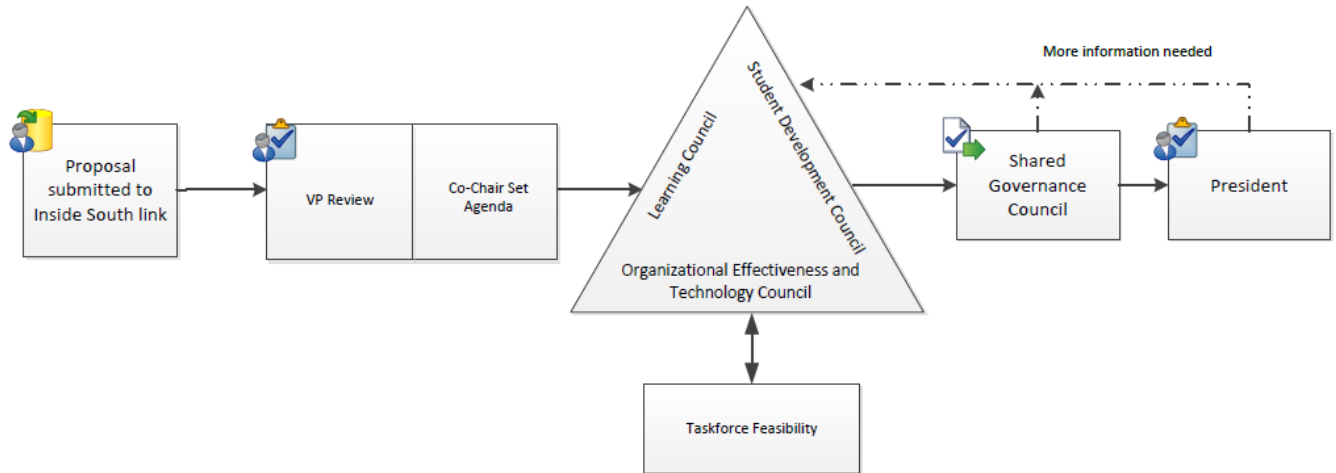 More information needed
Proposal
submitted to
Inside South link
VP Review
Co-Chair Set
Agenda
Learning Council
Student Development Council
Organizational Effectiveness and
Technology Council
Shared
Governance
Council
President
Taskforce Feasibility